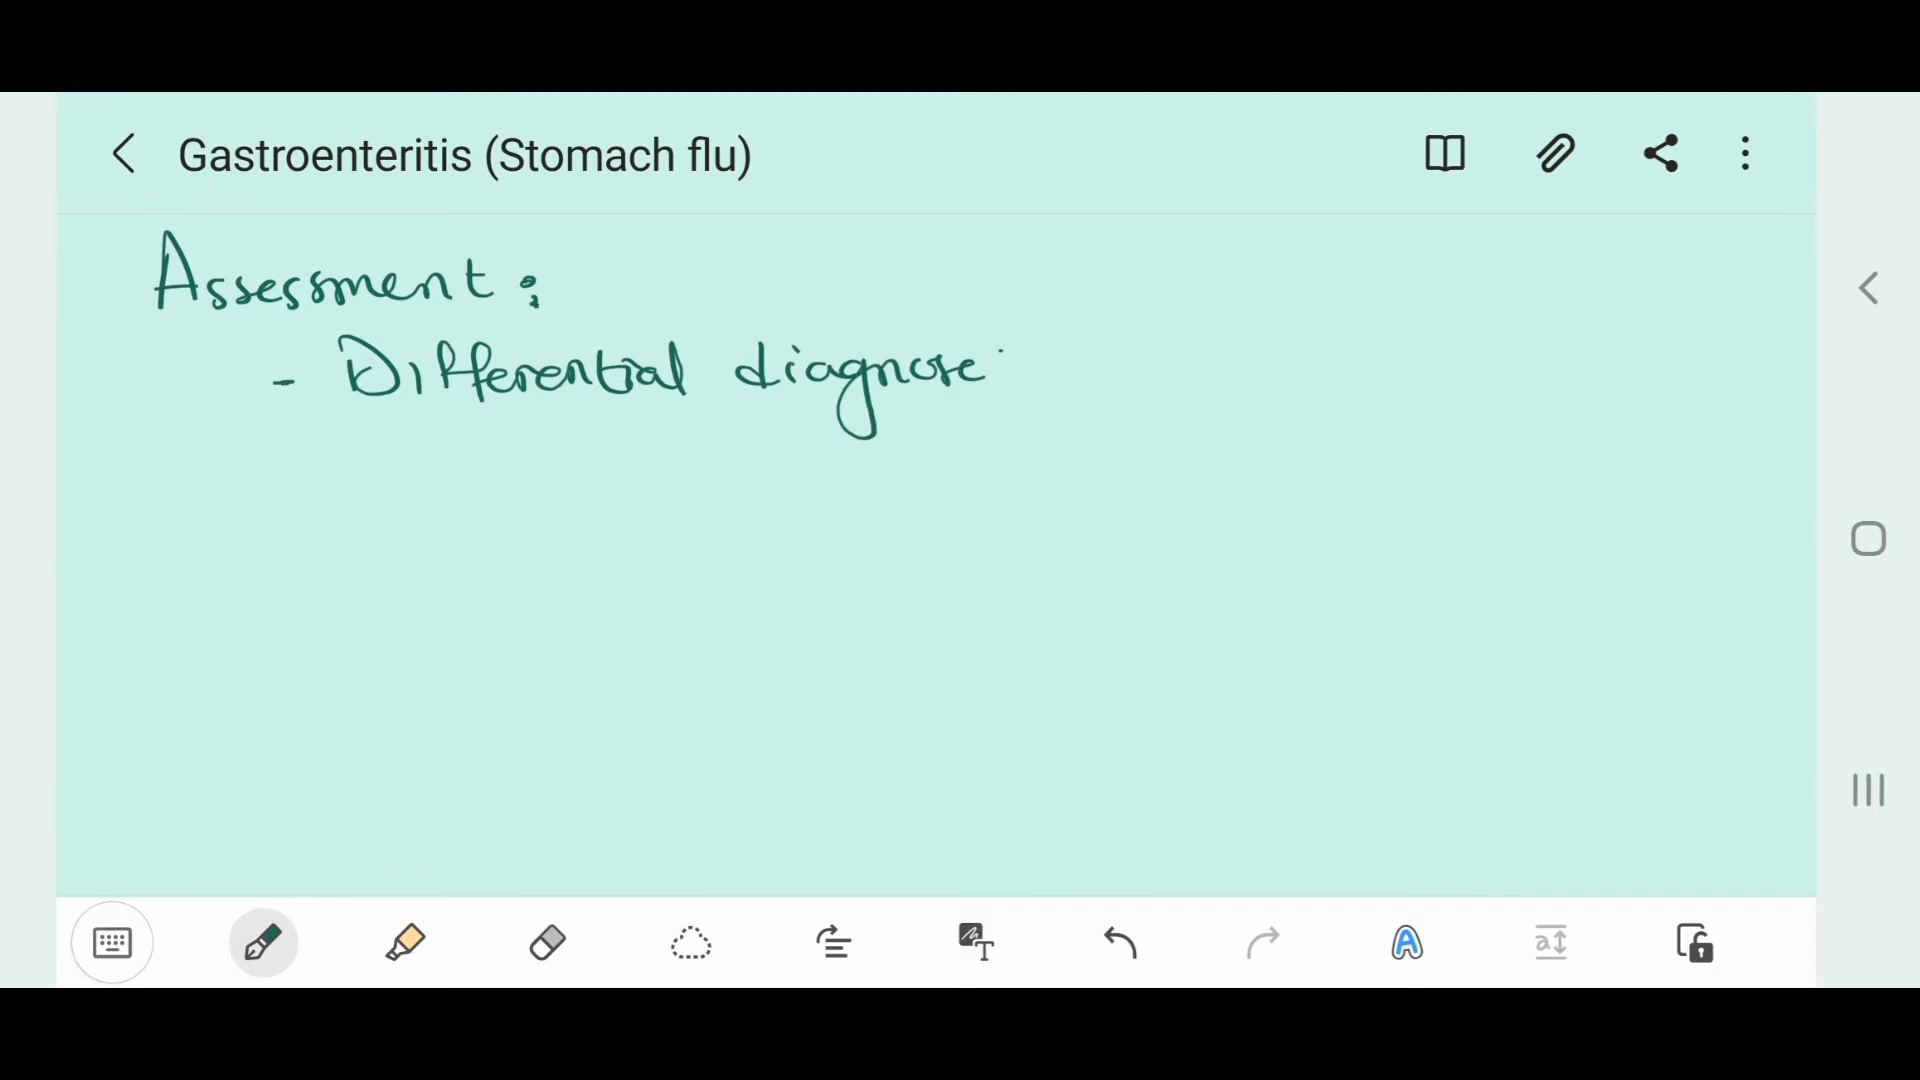 Gastroenteritis (Stomach flu)
Assessment :
- Differential diagnose